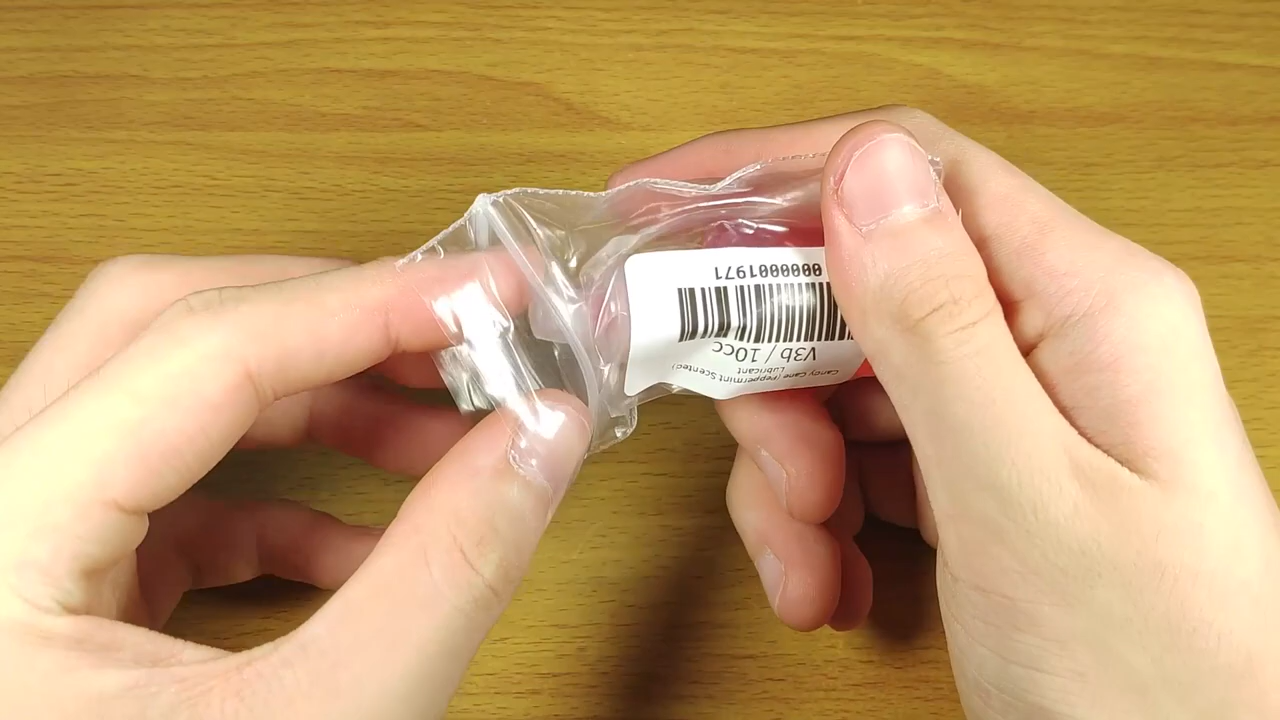 Candy Cane (Peppermint Scented)
Lubricant
V3b / 10cc
0000001971